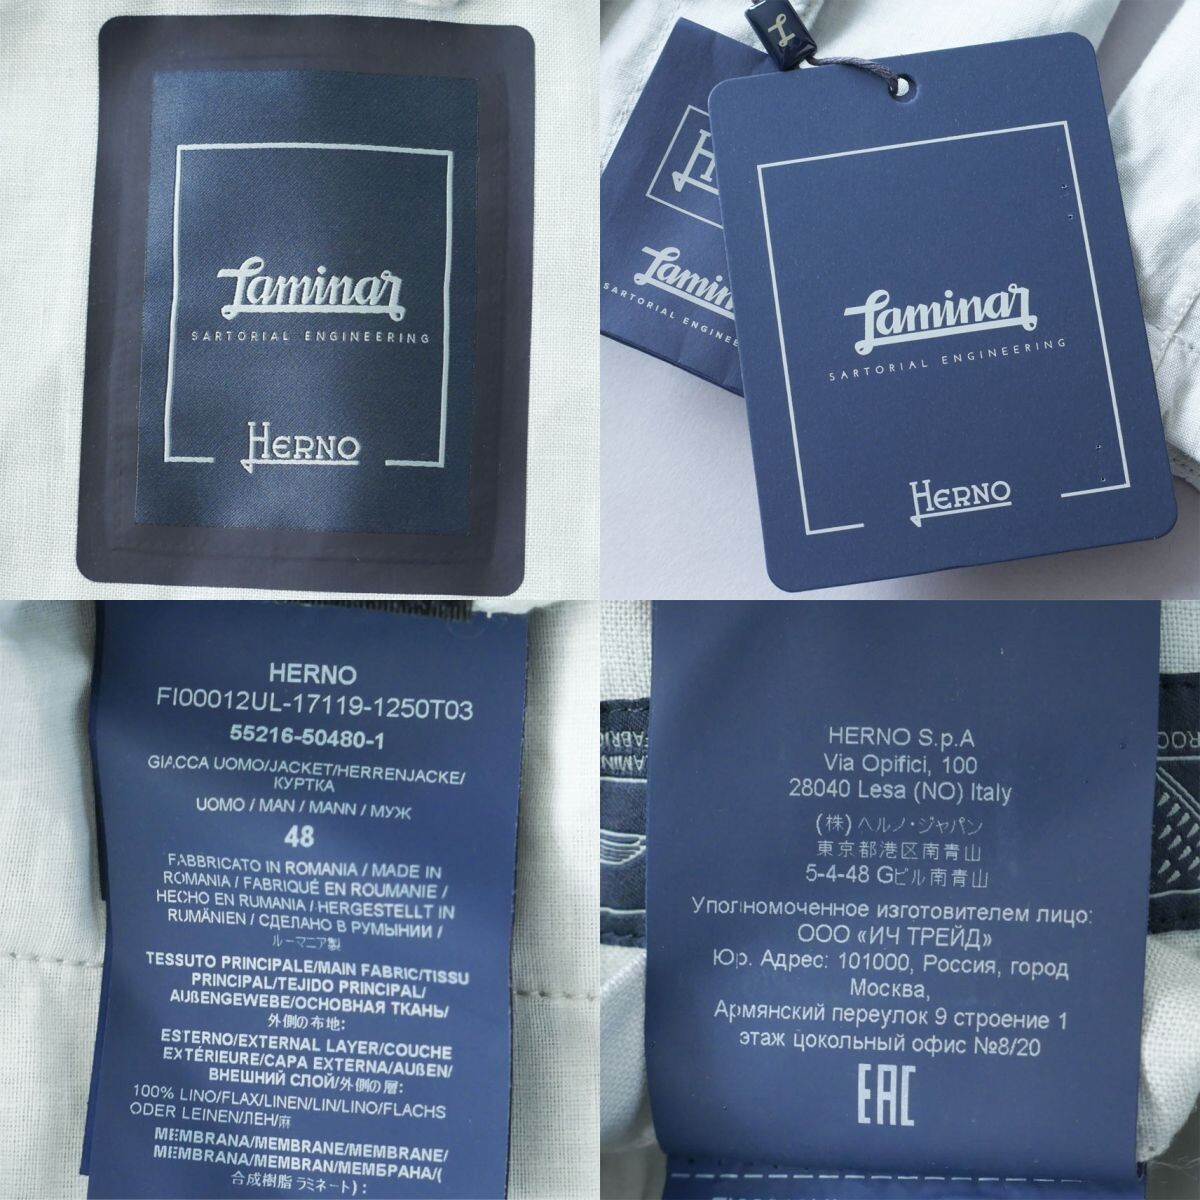 Laminar
SARTORIAL ENGINEERING
HERNO
H
Lamin
SARTORIAL ENGINEE
Laminar
SARTORIAL ENGINEERING
HERNO
HERNO
FI00012UL-17119-1250T03
55216-50480-1
GIACCA UOMO/JACKET/HERRENJACKE/
КУРТКА
UOMO / MAN / MANN / МУЖ
48
FABBRICATO IN ROMANIA / MADE IN
ROMANIA / FABRIQUÉ EN ROUMANIE /
HECHO EN RUMANIA / HERGESTELLT IN
RUMÄNIEN / СДЕЛАНО В РУМЫНИИ /
ルーマニア製
TESSUTO PRINCIPALE/MAIN FABRIC/TISSU
PRINCIPAL/TEJIDO PRINCIPAL/
AUßENGEWEBE/ОСНОВНАЯ ТКАНЬ/
外側の布地:
ESTERNO/EXTERNAL LAYER/COUCHE
EXTÉRIEURE/CAPA EXTERNA/AUßEN/
ВНЕШНИЙ СЛОЙ/外側の層:
100% LINO/FLAX/LINEN/LIN/LINO/FLACHS
ODER LEINEN/ЛЕН/麻
MEMBRANA/MEMBRANE/MEMBRANE/
MEMBRANA/MEMBRAN/МЕМБРАНА/(
合成樹脂 ラミネート):
HERNO S.p.A
Via Opifici, 100
28040 Lesa (NO) Italy
(株)ヘルノ・ジャパン
東京都港区南青山
5-4-48 Gビル南青山
Уполномоченное изготовителем лицо:
ООО «ИЧ ТРЕЙД»
Юр. Адрес: 101000, Россия, город
Москва,
Армянский переулок 9 строение 1
этаж цокольный офис №8/20
EAC